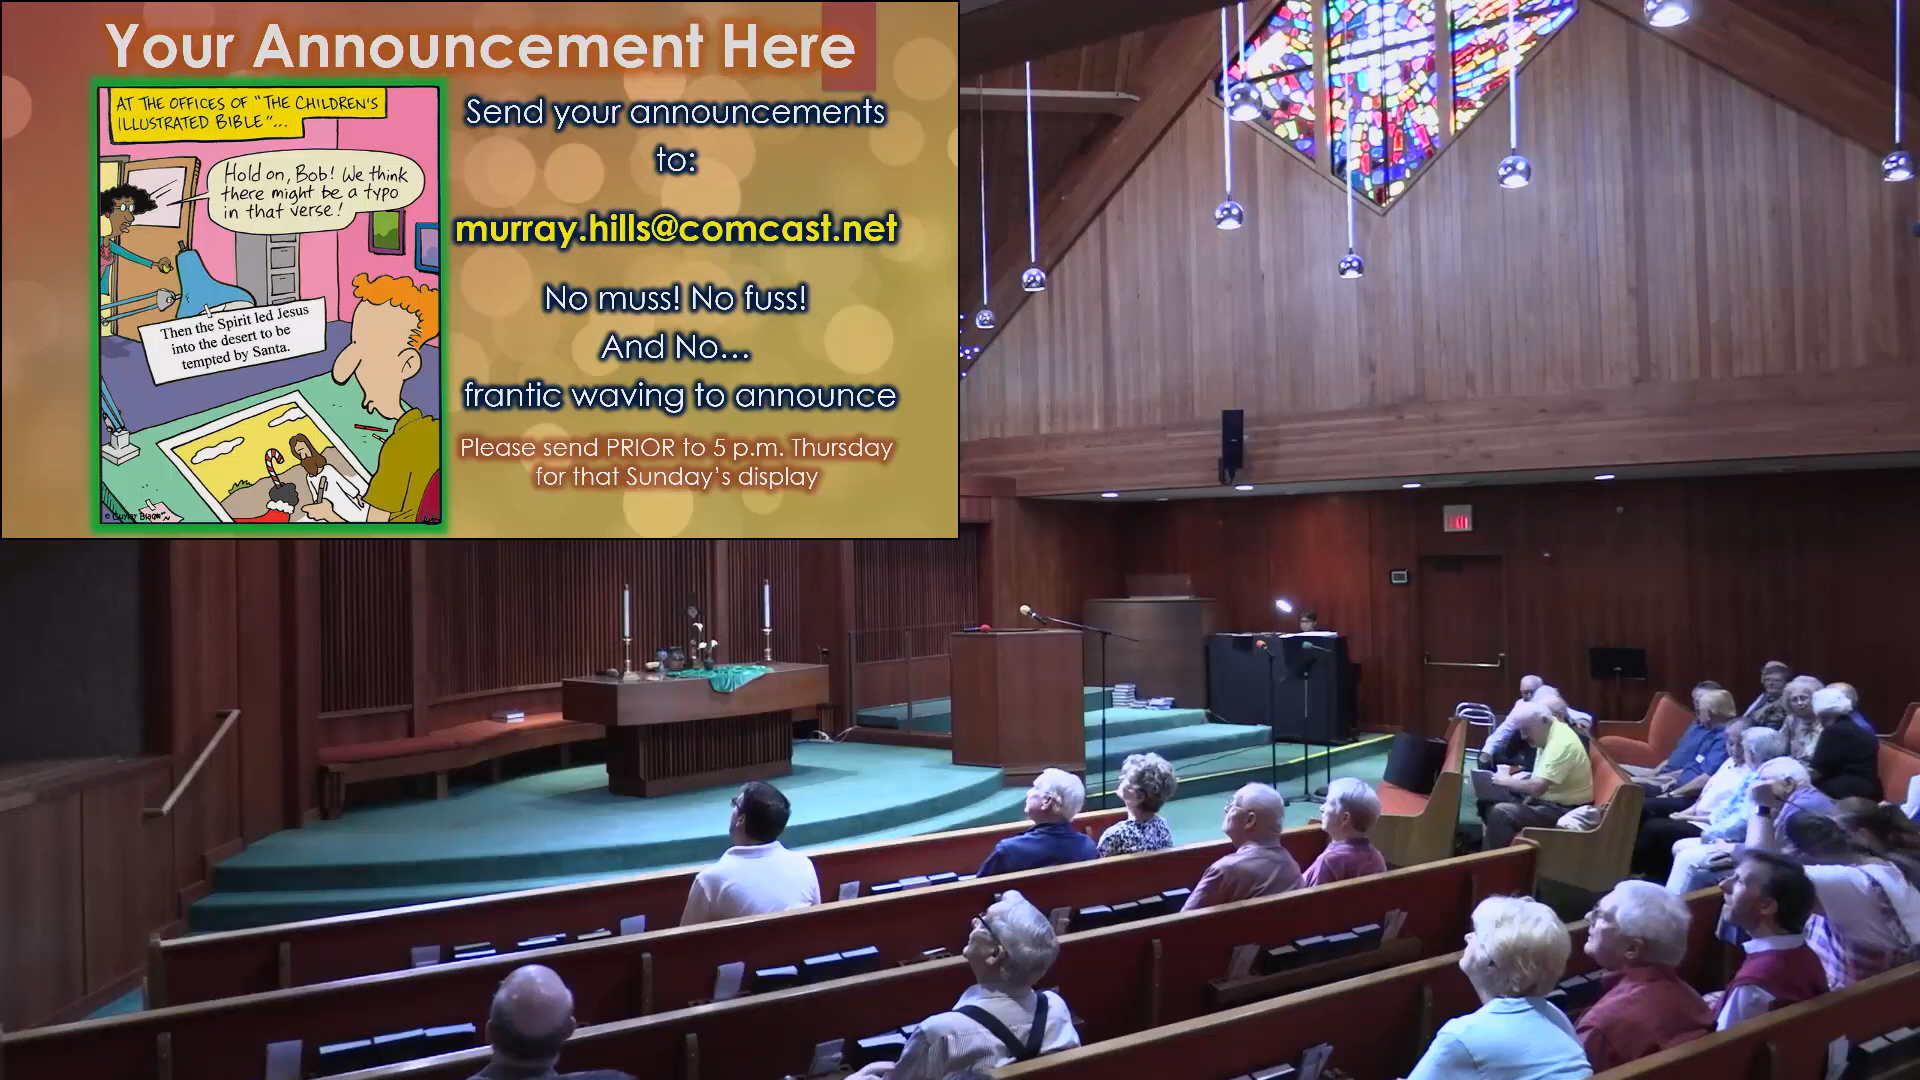 Your Announcement Here
AT THE OFFICES OF "THE CHILDREN'S
ILLUSTRATED BIBLE"...
Hold on, Bob! We think
there might be a typo
in that verse!
Then the Spirit led Jesus
into the desert to be
tempted by Santa.
Send your announcements
to:
murray.hills@comcast.net
No muss! No fuss!
And No...
frantic waving to announce
Please send PRIOR to 5 p.m. Thursday
for that Sunday's display